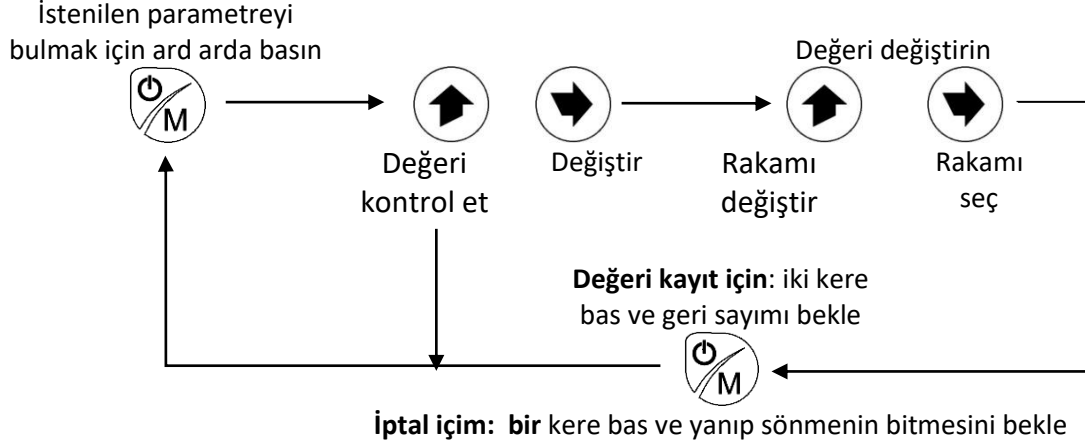 İstenilen parametreyi
bulmak için ard arda basın
Değeri değiştirin
M
Değeri
kontrol et
Değiştir
Rakamı
değiştir
Rakamı
seç
Değeri kayıt için: iki kere
bas ve geri sayımı bekle
M
İptal içim: bir kere bas ve yanıp sönmenin bitmesini bekle